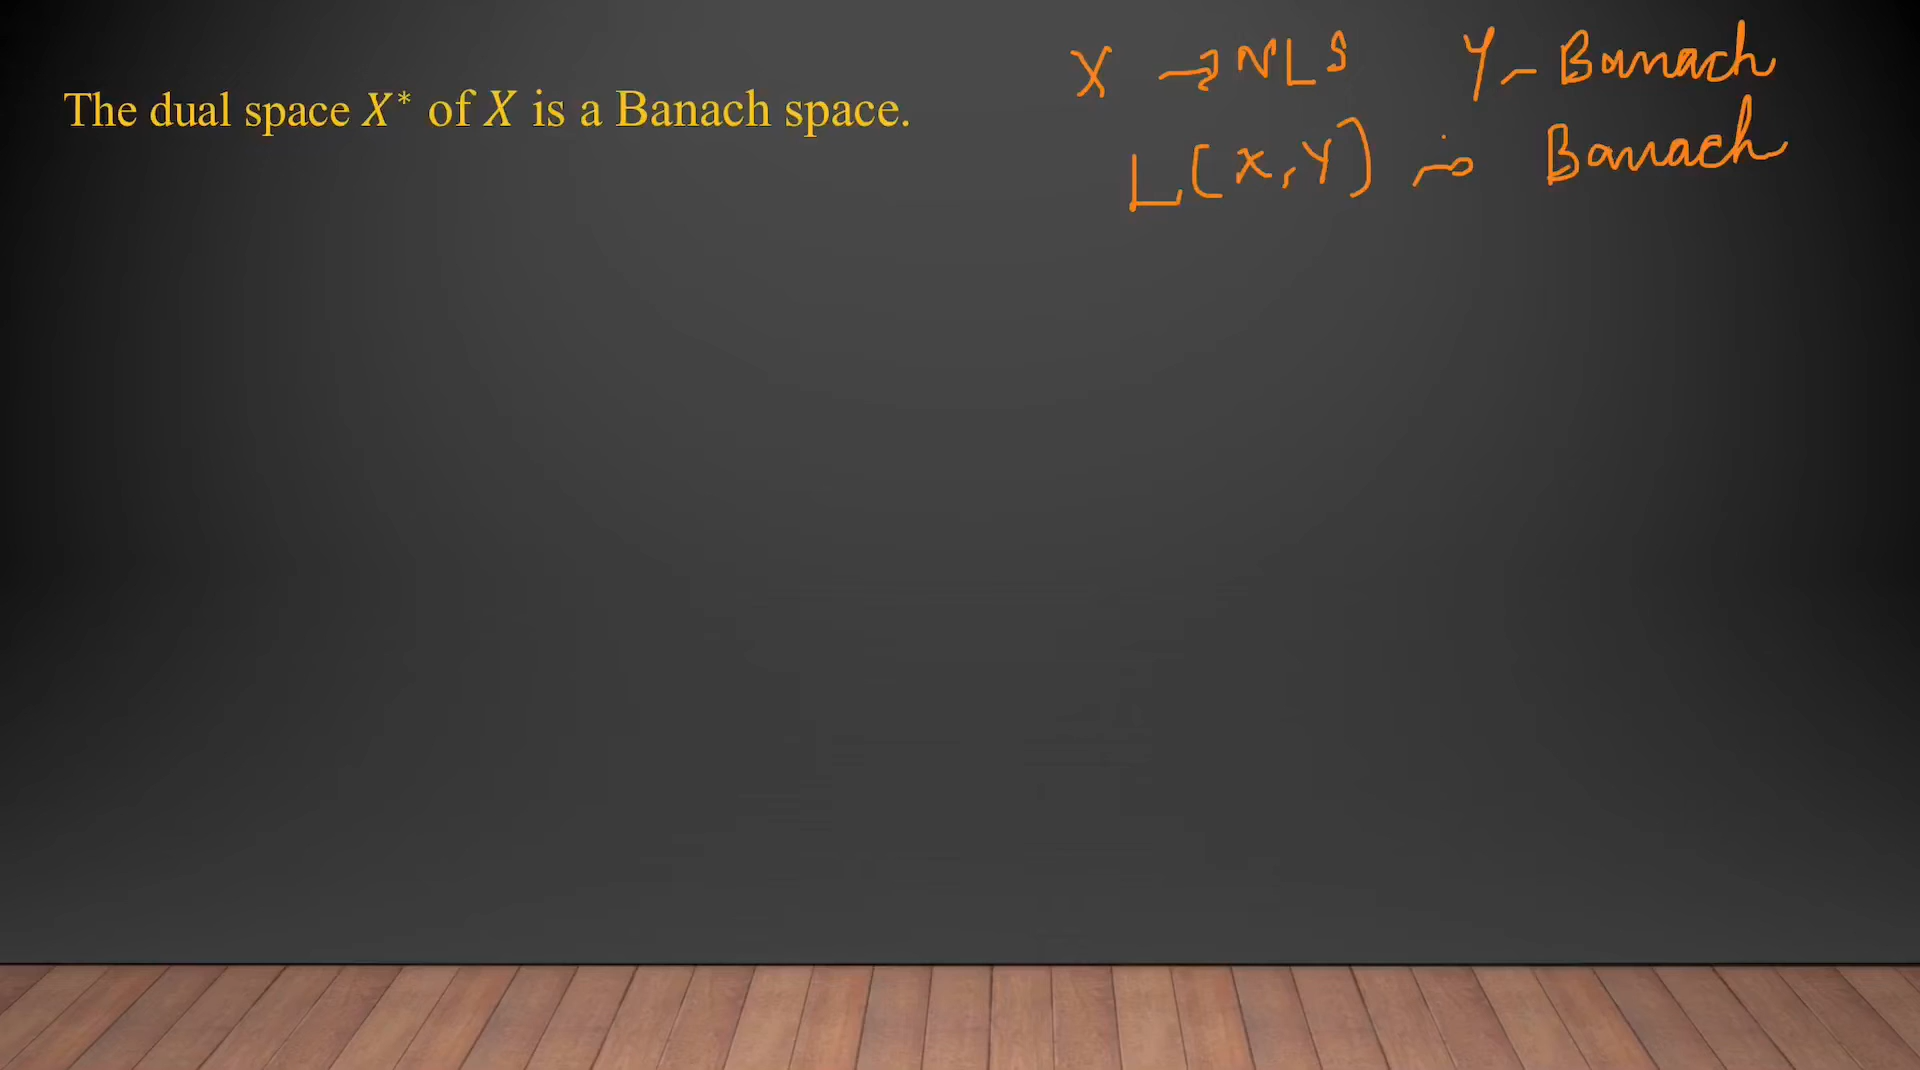 The dual space X* of X is a Banach space.
X → NLS Y - Banach
L(X, Y) is Banach